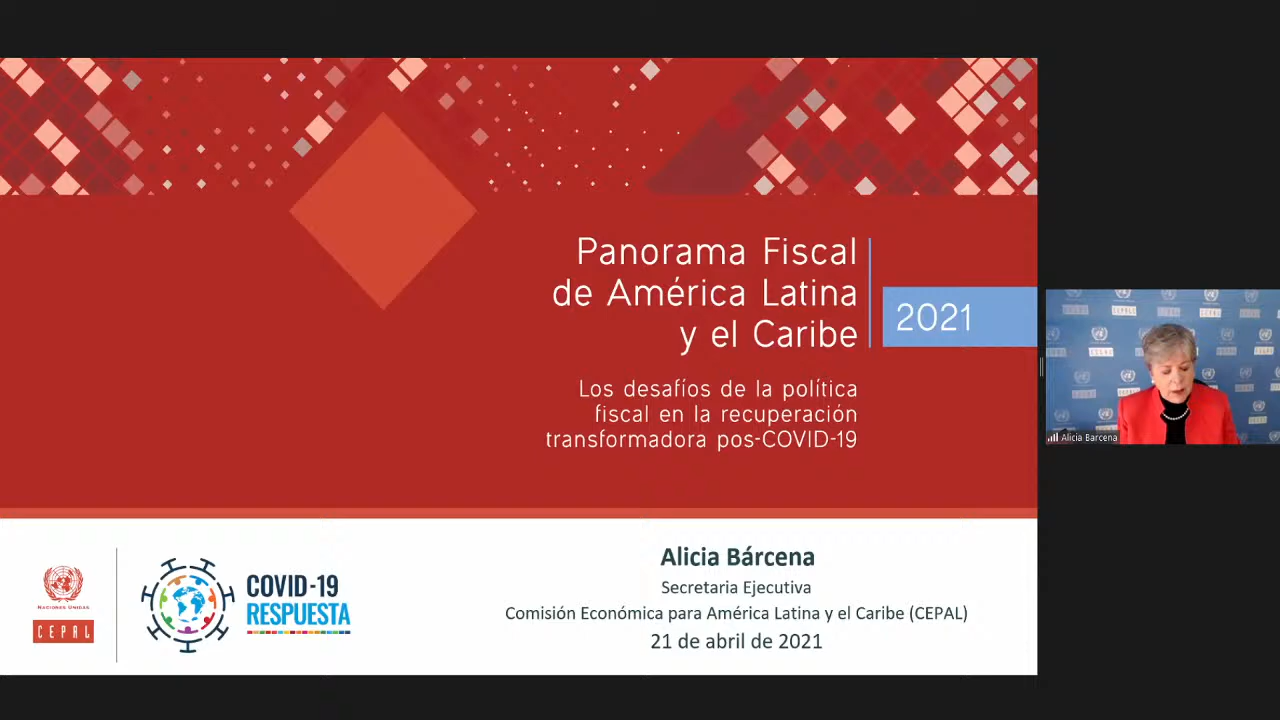 Panorama Fiscal
de América Latina
y el Caribe
2021
Los desafíos de la política
fiscal en la recuperación
transformadora pos-COVID-19
Alicia Bárcena
Secretaria Ejecutiva
Comisión Económica para América Latina y el Caribe (CEPAL)
21 de abril de 2021
NACIONES UNIDAS
CEPAL
COVID-19
RESPUESTA
Alicia Barcena